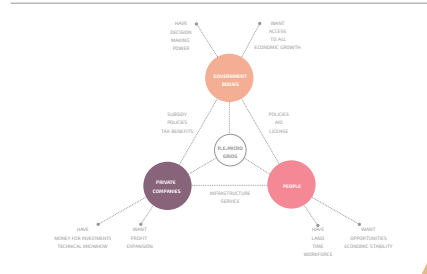 HAVE
DECISION
MAKING
POWER
WANT
ACCESS
TO ALL
ECONOMIC GROWTH
GOVERNMENT
BODIES
SUBSIDY
POLICIES
TAX BENEFITS
POLICIES
AID
LICENSE
R.E.MICRO
GRIDS
PRIVATE
COMPANIES
PEOPLE
INFRASTRUCTURE
SERVICE
HAVE
MONEY FOR INVESTMENTS
TECHNICAL KNOWHOW
WANT
PROFIT
EXPANSION
HAVE
LAND
TIME
WORKFORCE
WANT
OPPORTUNITIES
ECONOMIC STABILITY